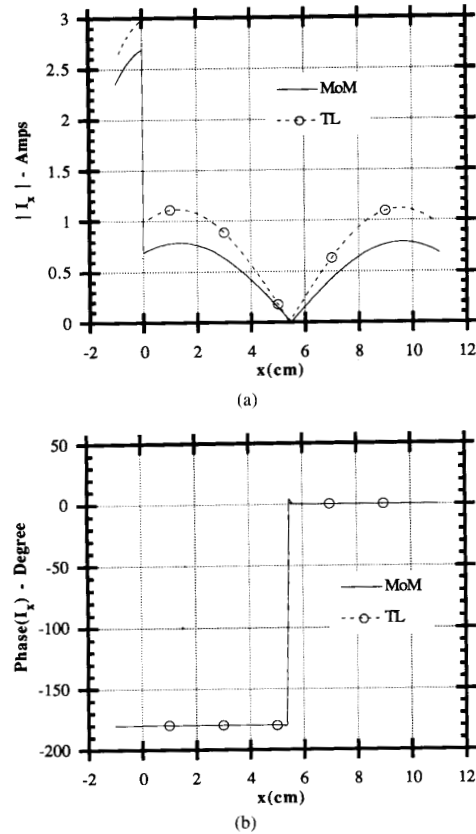 3
2.5
2
1.5
1
0.5
0
| I_x | - Amps
MoM
TL
-2 0 2 4 6 8 10 12
x(cm)
(a)
50
0
-50
-100
-150
-200
Phase(I_x) - Degree
MoM
TL
-2 0 2 4 6 8 10 12
x(cm)
(b)